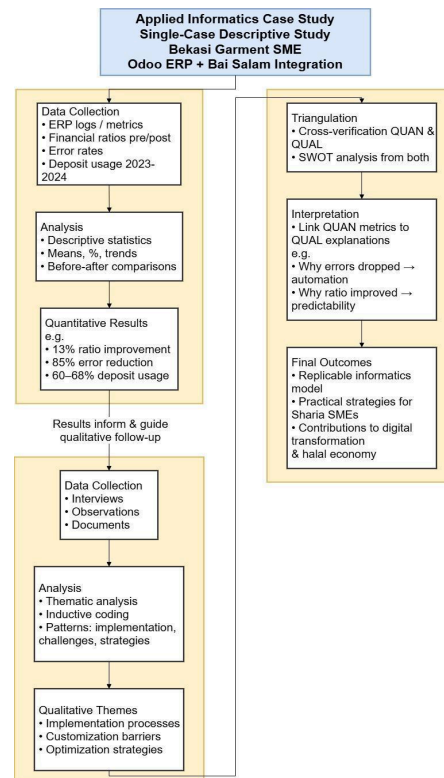 Applied Informatics Case Study
Single-Case Descriptive Study
Bekasi Garment SME
Odoo ERP + Bai Salam Integration
Data Collection
• ERP logs / metrics
• Financial ratios pre/post
• Error rates
• Deposit usage 2023-
2024
Analysis
• Descriptive statistics
• Means, %, trends
• Before-after comparisons
Quantitative Results
e.g.
• 13% ratio improvement
• 85% error reduction
• 60–68% deposit usage
Results inform & guide
qualitative follow-up
Data Collection
• Interviews
• Observations
• Documents
Analysis
• Thematic analysis
• Inductive coding
• Patterns: implementation,
challenges, strategies
Qualitative Themes
• Implementation processes
• Customization barriers
• Optimization strategies
Triangulation
• Cross-verification QUAN &
QUAL
• SWOT analysis from both
Interpretation
• Link QUAN metrics to
QUAL explanations
e.g.
• Why errors dropped →
automation
• Why ratio improved →
predictability
Final Outcomes
• Replicable informatics
model
• Practical strategies for
Sharia SMEs
• Contributions to digital
transformation
& halal economy